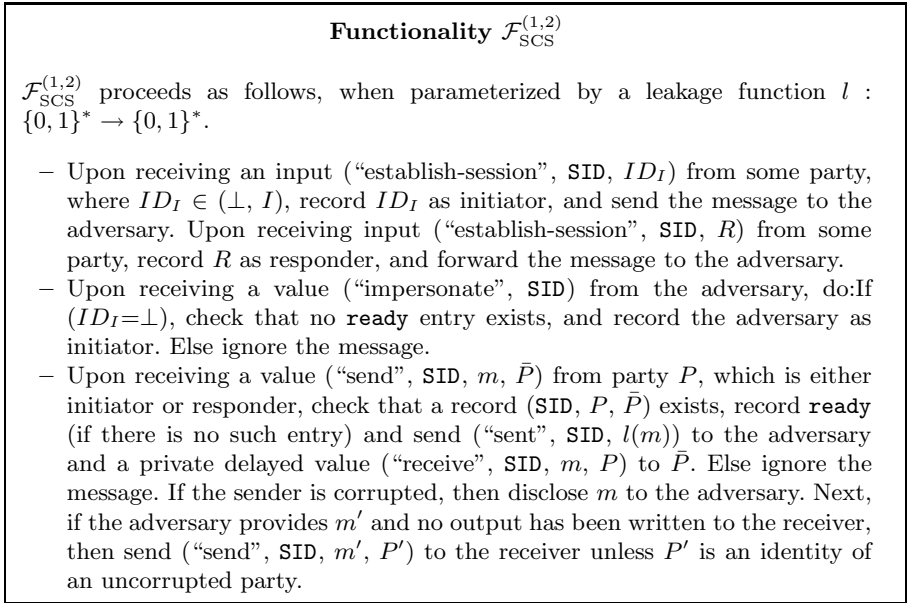 Functionality $\mathcal{F}_{\mathrm{SCS}}^{(1,2)}$
$\mathcal{F}_{\mathrm{SCS}}^{(1,2)}$ proceeds as follows, when parameterized by a leakage function $l$ :
$\{0, 1\}^* \to \{0, 1\}^*$.
– Upon receiving an input (“establish-session”, SID, $ID_I$) from some party,
where $ID_I \in (\bot, I)$, record $ID_I$ as initiator, and send the message to the
adversary. Upon receiving input (“establish-session”, SID, $R$) from some
party, record $R$ as responder, and forward the message to the adversary.
– Upon receiving a value (“impersonate”, SID) from the adversary, do:If
($ID_I$=$\bot$), check that no ready entry exists, and record the adversary as
initiator. Else ignore the message.
– Upon receiving a value (“send”, SID, $m$, $\bar{P}$) from party $P$, which is either
initiator or responder, check that a record (SID, $P$, $\bar{P}$) exists, record ready
(if there is no such entry) and send (“sent”, SID, $l(m)$) to the adversary
and a private delayed value (“receive”, SID, $m$, $P$) to $\bar{P}$. Else ignore the
message. If the sender is corrupted, then disclose $m$ to the adversary. Next,
if the adversary provides $m'$ and no output has been written to the receiver,
then send (“send”, SID, $m'$, $P'$) to the receiver unless $P'$ is an identity of
an uncorrupted party.